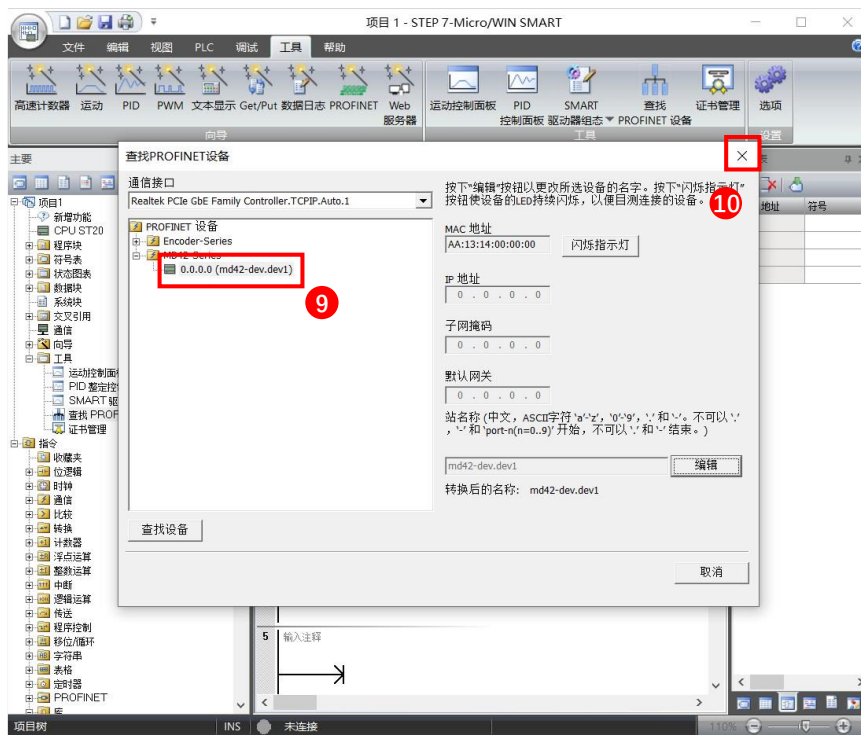 项目 1 - STEP 7-Micro/WIN SMART
文件 编辑 视图 PLC 调试 工具 帮助
高速计数器 运动 PID PWM 文本显示 Get/Put 数据日志 PROFINET Web 服务器
运动控制面板 PID 控制面板 SMART 驱动器组态 查找 PROFINET 设备 证书管理 选项
向导 工具 设置
主要
项目1
新增功能
CPU ST20
程序块
符号表
状态图表
数据块
系统块
交叉引用
通信
向导
工具
运动控制面
PID 整定控
SMART 驱
查找 PROF
证书管理
指令
收藏夹
位逻辑
时钟
通信
比较
转换
计数器
浮点运算
整数运算
中断
逻辑运算
传送
程序控制
移位/循环
字符串
表格
定时器
PROFINET
库
查找PROFINET设备
通信接口
Realtek PCIe GbE Family Controller.TCPIP.Auto.1
PROFINET 设备
Encoder-Series
MD42-Series
0.0.0.0 (md42-dev.dev1)
9
查找设备
按下"编辑"按钮以更改所选设备的名字。按下"闪烁指示灯"
按钮使设备的LED持续闪烁，以便目测连接的设备。
10
MAC 地址
AA:13:14:00:00:00 闪烁指示灯
IP 地址
0 . 0 . 0 . 0
子网掩码
0 . 0 . 0 . 0
默认网关
0 . 0 . 0 . 0
站名称 (中文，ASCII字符 'a'-'z'，'0'-'9'，'.' 和 '-'。不可以 '.'
，'-' 和 'port-n(n=0..9)' 开始，不可以 '.' 和 '-' 结束。)
md42-dev.dev1 编辑
转换后的名称: md42-dev.dev1
取消
表
地址 符号
5 输入注释
项目树 INS 未连接 110%